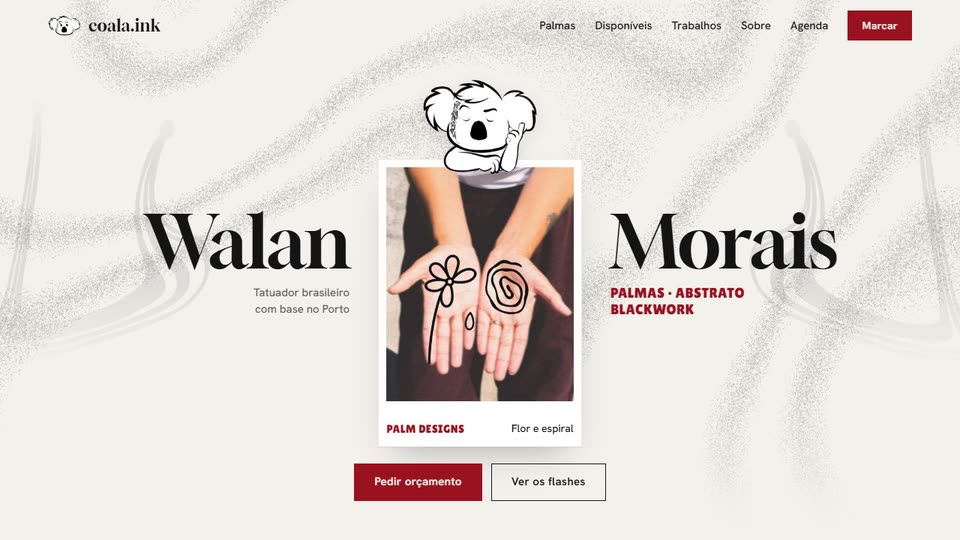 coala.ink
Palmas
Disponíveis
Trabalhos
Sobre
Agenda
Marcar
Walan
Tatuador brasileiro
com base no Porto
Morais
PALMAS · ABSTRATO
BLACKWORK
PALM DESIGNS
Flor e espiral
Pedir orçamento
Ver os flashes